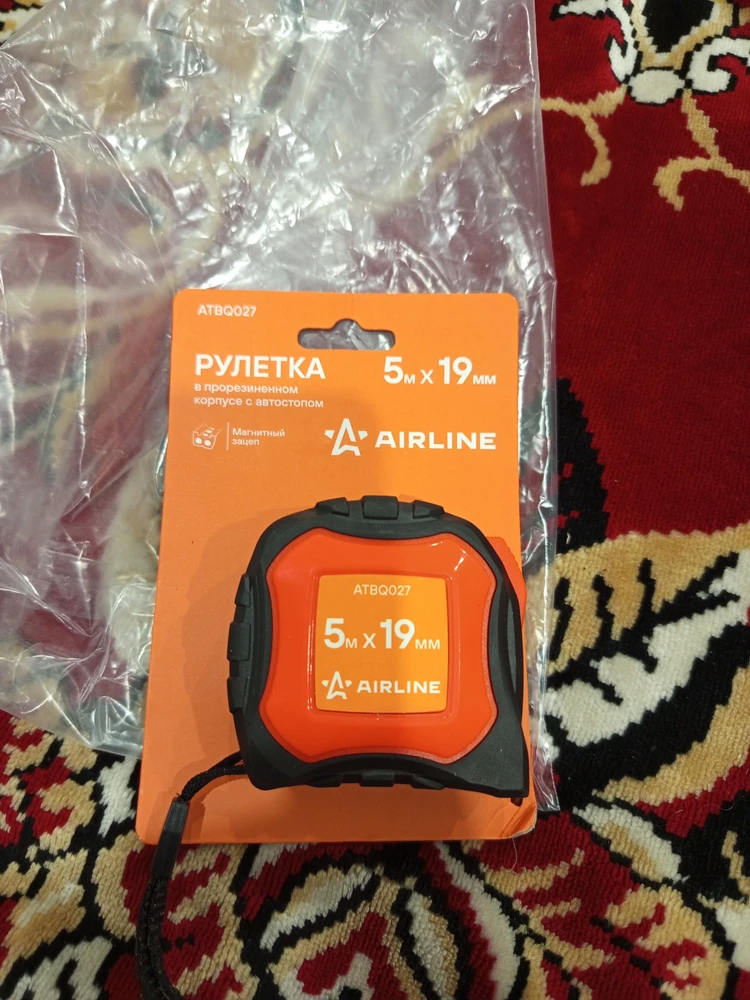 ATBQ027
РУЛЕТКА
5м x 19мм
в прорезиненном
корпусе с автостопом
Магнитный
зацеп
AIRLINE
ATBQ027
5м x 19мм
AIRLINE